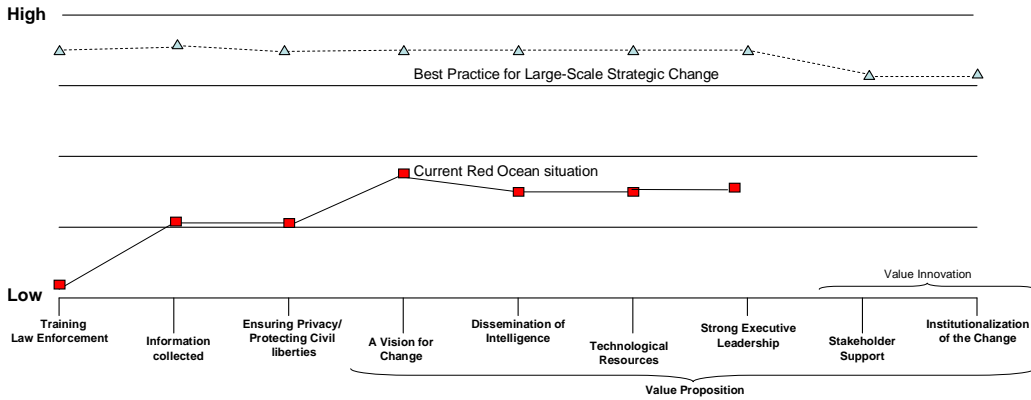 High
Best Practice for Large-Scale Strategic Change
Current Red Ocean situation
Low
Value Innovation
Training
Law Enforcement
Information
collected
Ensuring Privacy/
Protecting Civil
liberties
A Vision for
Change
Dissemination of
Intelligence
Technological
Resources
Strong Executive
Leadership
Stakeholder
Support
Institutionalization
of the Change
Value Proposition